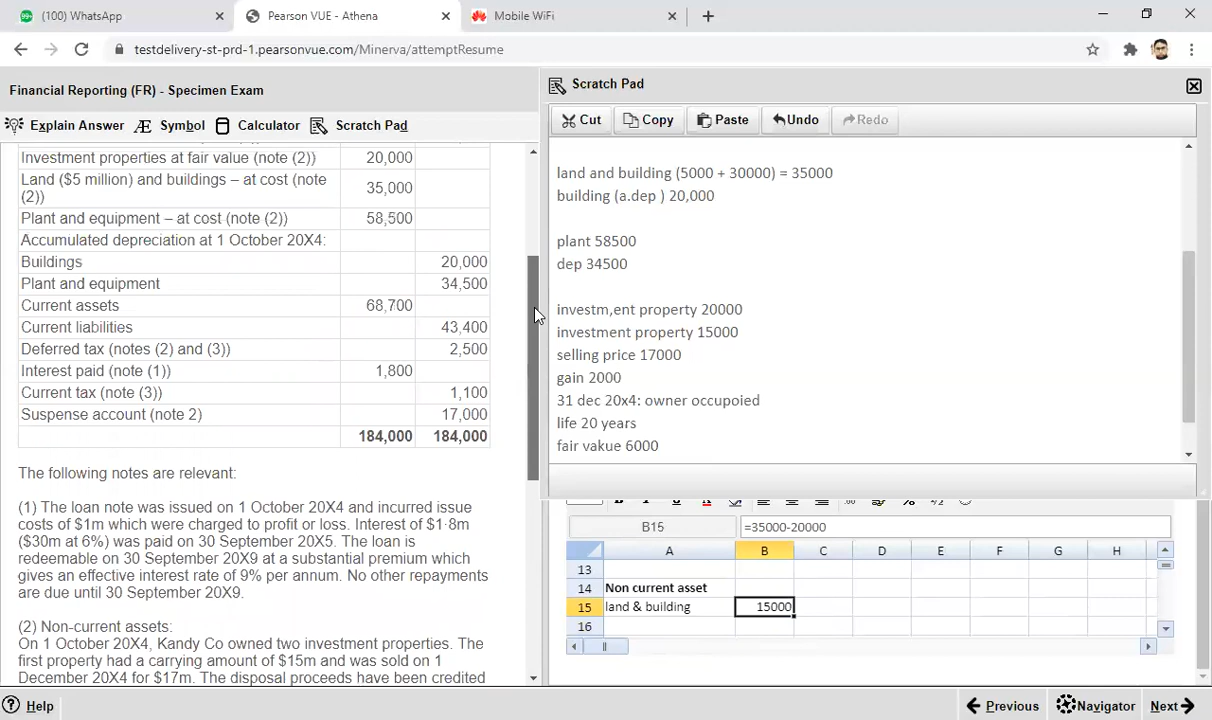 (100) WhatsApp
Pearson VUE - Athena
Mobile WiFi
testdelivery-st-prd-1.pearsonvue.com/Minerva/attemptResume
Financial Reporting (FR) - Specimen Exam
Explain Answer Æ Symbol Calculator Scratch Pad
Investment properties at fair value (note (2)) 20,000
Land ($5 million) and buildings – at cost (note
(2)) 35,000
Plant and equipment – at cost (note (2)) 58,500
Accumulated depreciation at 1 October 20X4:
Buildings 20,000
Plant and equipment 34,500
Current assets 68,700
Current liabilities 43,400
Deferred tax (notes (2) and (3)) 2,500
Interest paid (note (1)) 1,800
Current tax (note (3)) 1,100
Suspense account (note 2) 17,000
184,000 184,000
The following notes are relevant:
(1) The loan note was issued on 1 October 20X4 and incurred issue
costs of $1m which were charged to profit or loss. Interest of $1·8m
($30m at 6%) was paid on 30 September 20X5. The loan is
redeemable on 30 September 20X9 at a substantial premium which
gives an effective interest rate of 9% per annum. No other repayments
are due until 30 September 20X9.
(2) Non-current assets:
On 1 October 20X4, Kandy Co owned two investment properties. The
first property had a carrying amount of $15m and was sold on 1
December 20X4 for $17m. The disposal proceeds have been credited
Scratch Pad
Cut Copy Paste Undo Redo
land and building (5000 + 30000) = 35000
building (a.dep ) 20,000
plant 58500
dep 34500
investm,ent property 20000
investment property 15000
selling price 17000
gain 2000
31 dec 20x4: owner occupoied
life 20 years
fair vakue 6000
B15 =35000-20000
A B C D E F G H
13
14 Non current asset
15 land & building 15000
16
Help
Previous Navigator Next